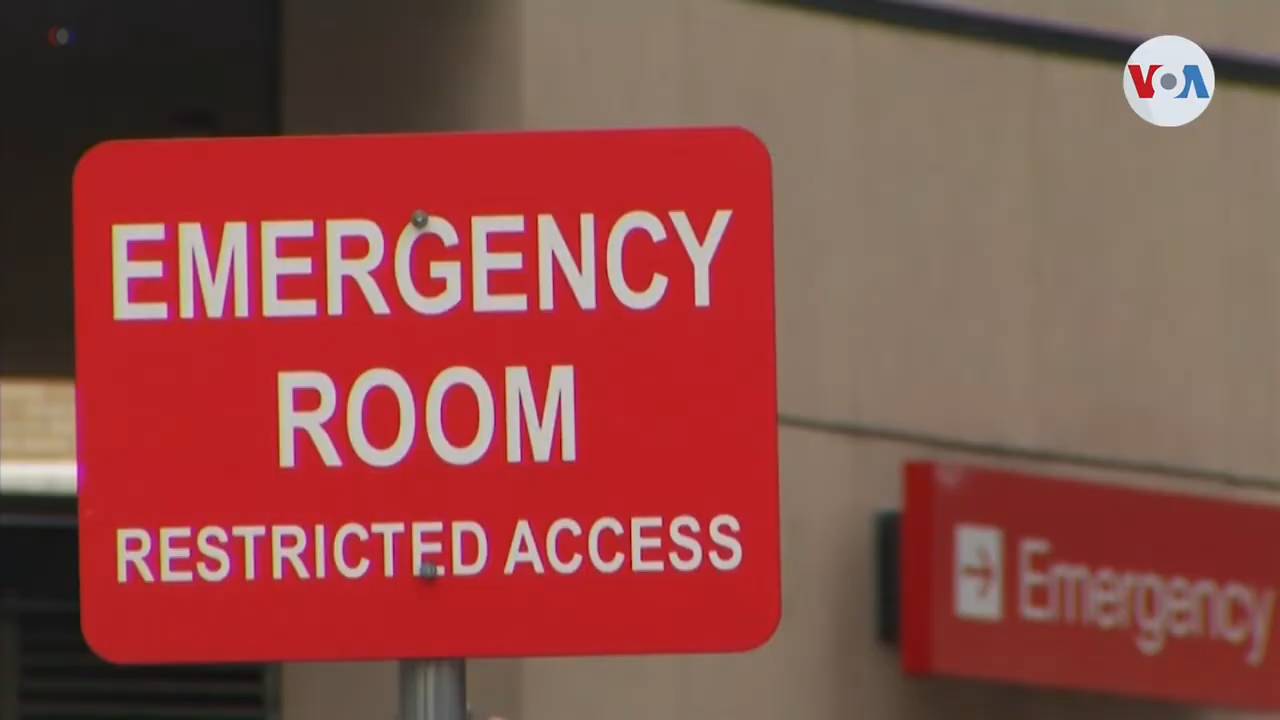 VOA
EMERGENCY
ROOM
RESTRICTED ACCESS
Emergency